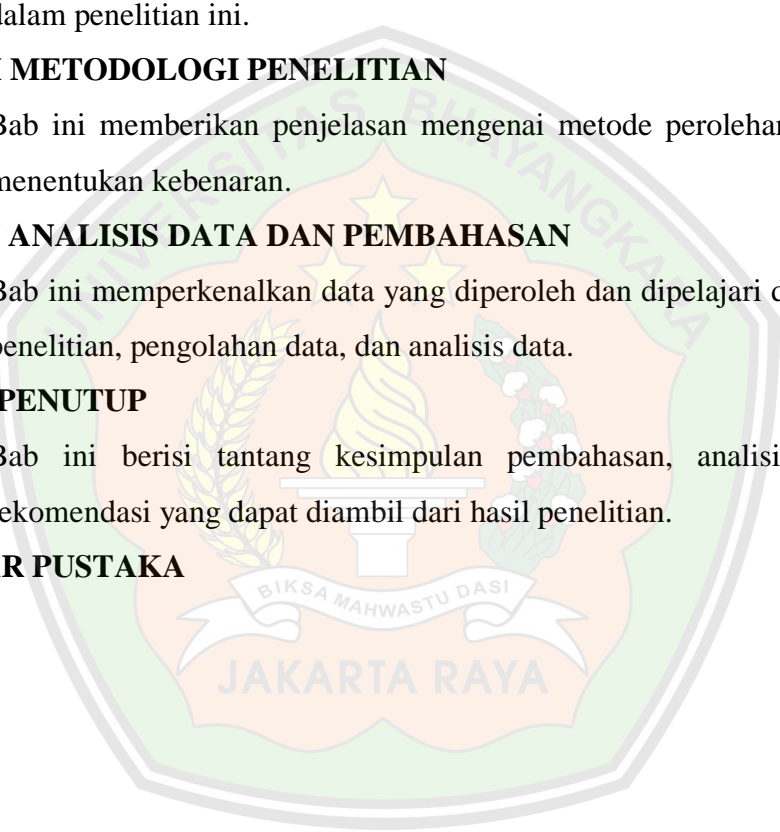 dalam penelitian ini.
METODOLOGI PENELITIAN
Bab ini memberikan penjelasan mengenai metode perolehan
menentukan kebenaran.
ANALISIS DATA DAN PEMBAHASAN
Bab ini memperkenalkan data yang diperoleh dan dipelajari
penelitian, pengolahan data, dan analisis data.
PENUTUP
Bab ini berisi tantang kesimpulan pembahasan,
rekomendasi yang dapat diambil dari hasil penelitian.
PUSTAKA
UNIVERSITAS BHAYANGKARA
BIKSA MAHWASTU DASI
JAKARTA RAYA